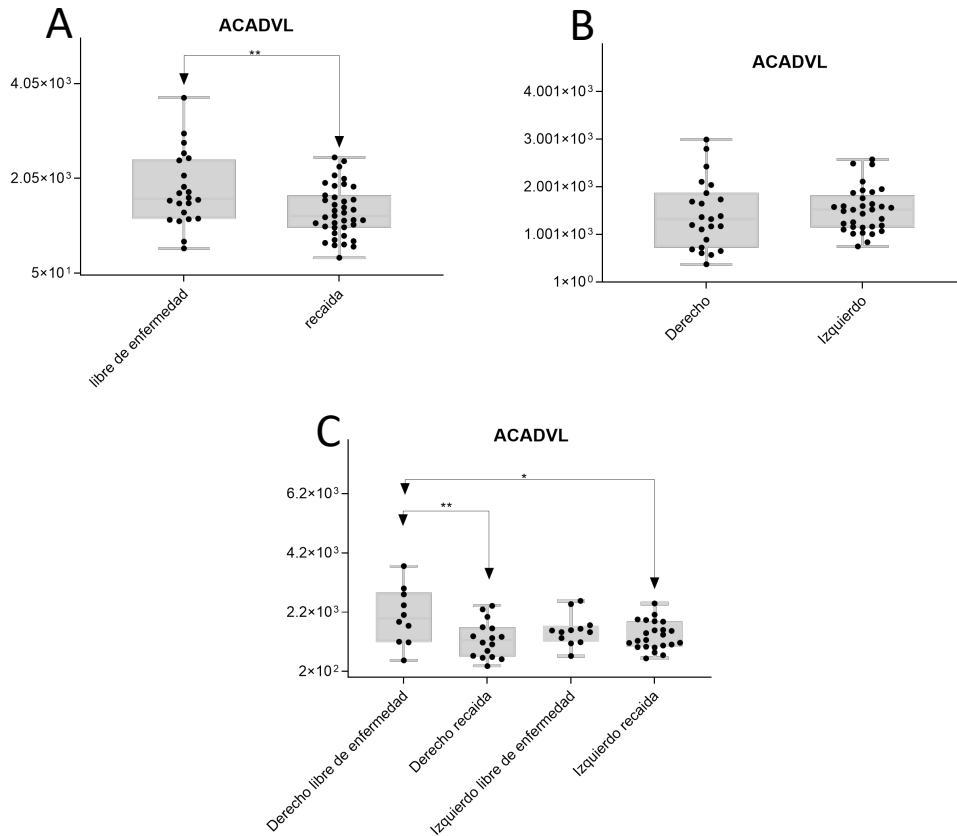 A
ACADVL
**
4.05×10³
2.05×10³
5×10¹
libre de enfermedad
recaida
B
ACADVL
4.001×10³
3.001×10³
2.001×10³
1.001×10³
1×10⁰
Derecho
Izquierdo
C
ACADVL
*
**
6.2×10³
4.2×10³
2.2×10³
2×10²
Derecho libre de enfermedad
Derecho recaida
Izquierdo libre de enfermedad
Izquierdo recaida